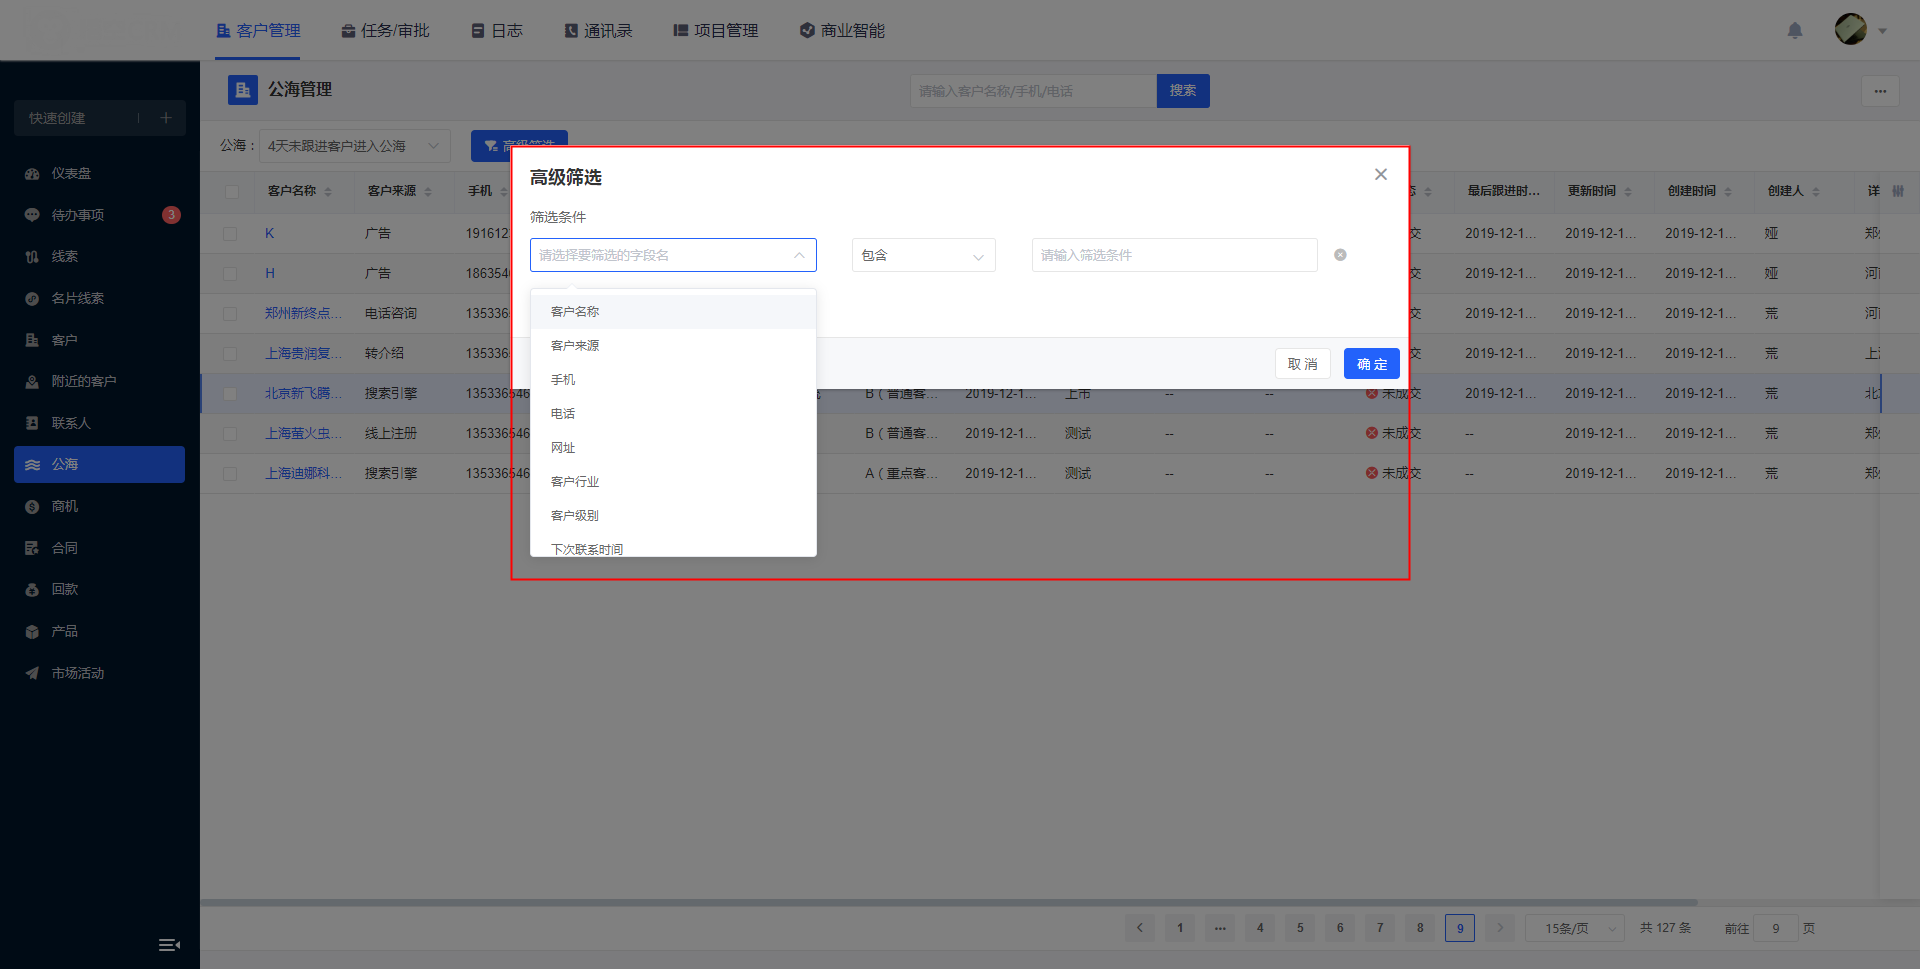 客户管理 任务/审批 日志 通讯录 项目管理 商业智能
快速创建
仪表盘
待办事项 3
线索
名片线索
客户
附近的客户
联系人
公海
商机
合同
回款
产品
市场活动
公海管理 请输入客户名称/手机/电话 搜索
公海： 4天未跟进客户进入公海
高级筛选
筛选条件
请选择要筛选的字段名 包含 请输入筛选条件
客户名称
客户来源
手机
电话
网址
客户行业
客户级别
下次联系时间
取消 确定
客户名称 客户来源 手机 最后跟进时... 更新时间 创建时间 创建人 详
K 广告 191612 交 2019-12-1... 2019-12-1... 2019-12-1... 娅 郑
H 广告 186354 交 2019-12-1... 2019-12-1... 2019-12-1... 娅 河
郑州新终点... 电话咨询 135336 交 2019-12-1... 2019-12-1... 2019-12-1... 荒 河
上海贵润复... 转介绍 135336 交 2019-12-1... 2019-12-1... 2019-12-1... 荒 上
北京新飞腾... 搜索引擎 13533646 B（普通客... 2019-12-1... 上市 -- -- 未成交 2019-12-1... 2019-12-1... 2019-12-1... 荒 北
上海萤火虫... 线上注册 135336546 B（普通客... 2019-12-1... 测试 -- -- 未成交 -- 2019-12-1... 2019-12-1... 荒 郑
上海迪娜科... 搜索引擎 135336546 A（重点客... 2019-12-1... 测试 -- -- 未成交 -- 2019-12-1... 2019-12-1... 荒 郑
1 ... 4 5 6 7 8 9 15条/页 共 127 条 前往 9 页